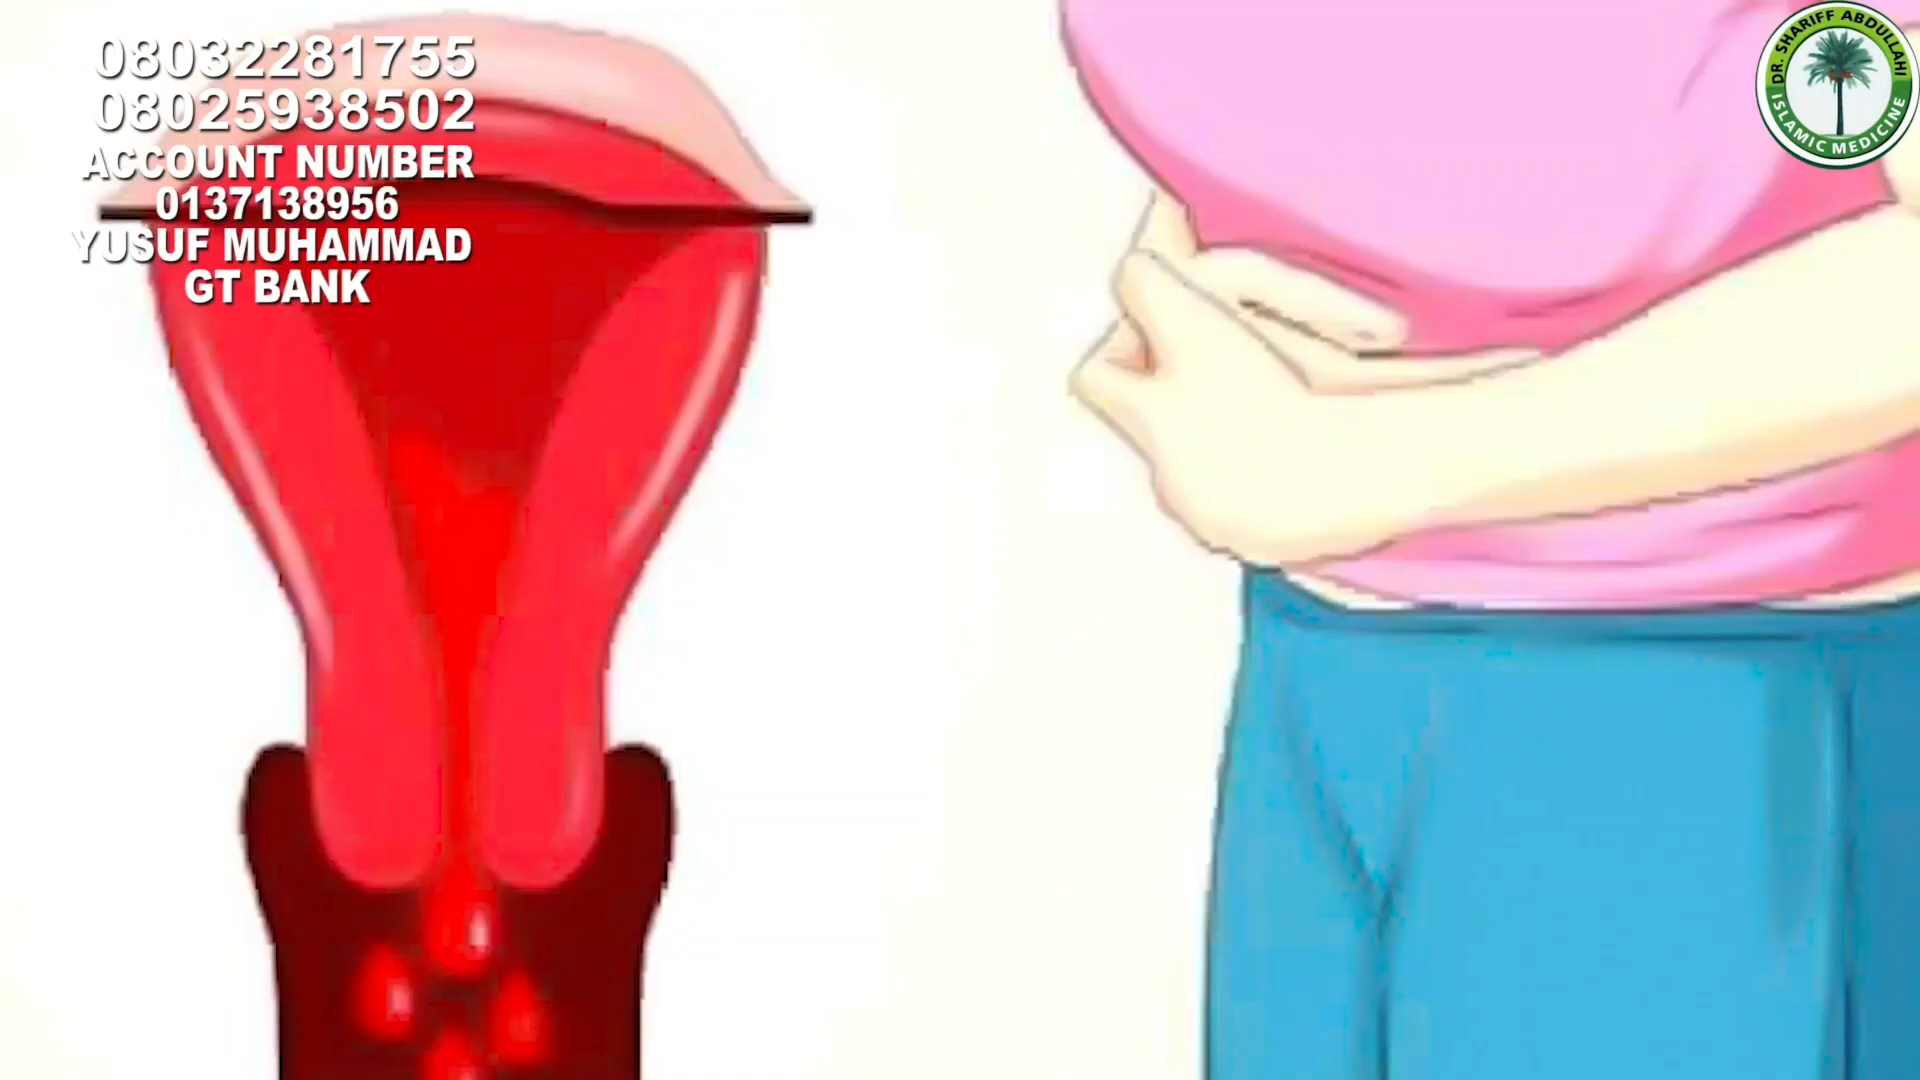 08032281755
08025938502
ACCOUNT NUMBER
0137138956
YUSUF MUHAMMAD
GT BANK
DR. SHARIFF ABDULLAHI
ISLAMIC MEDICINE